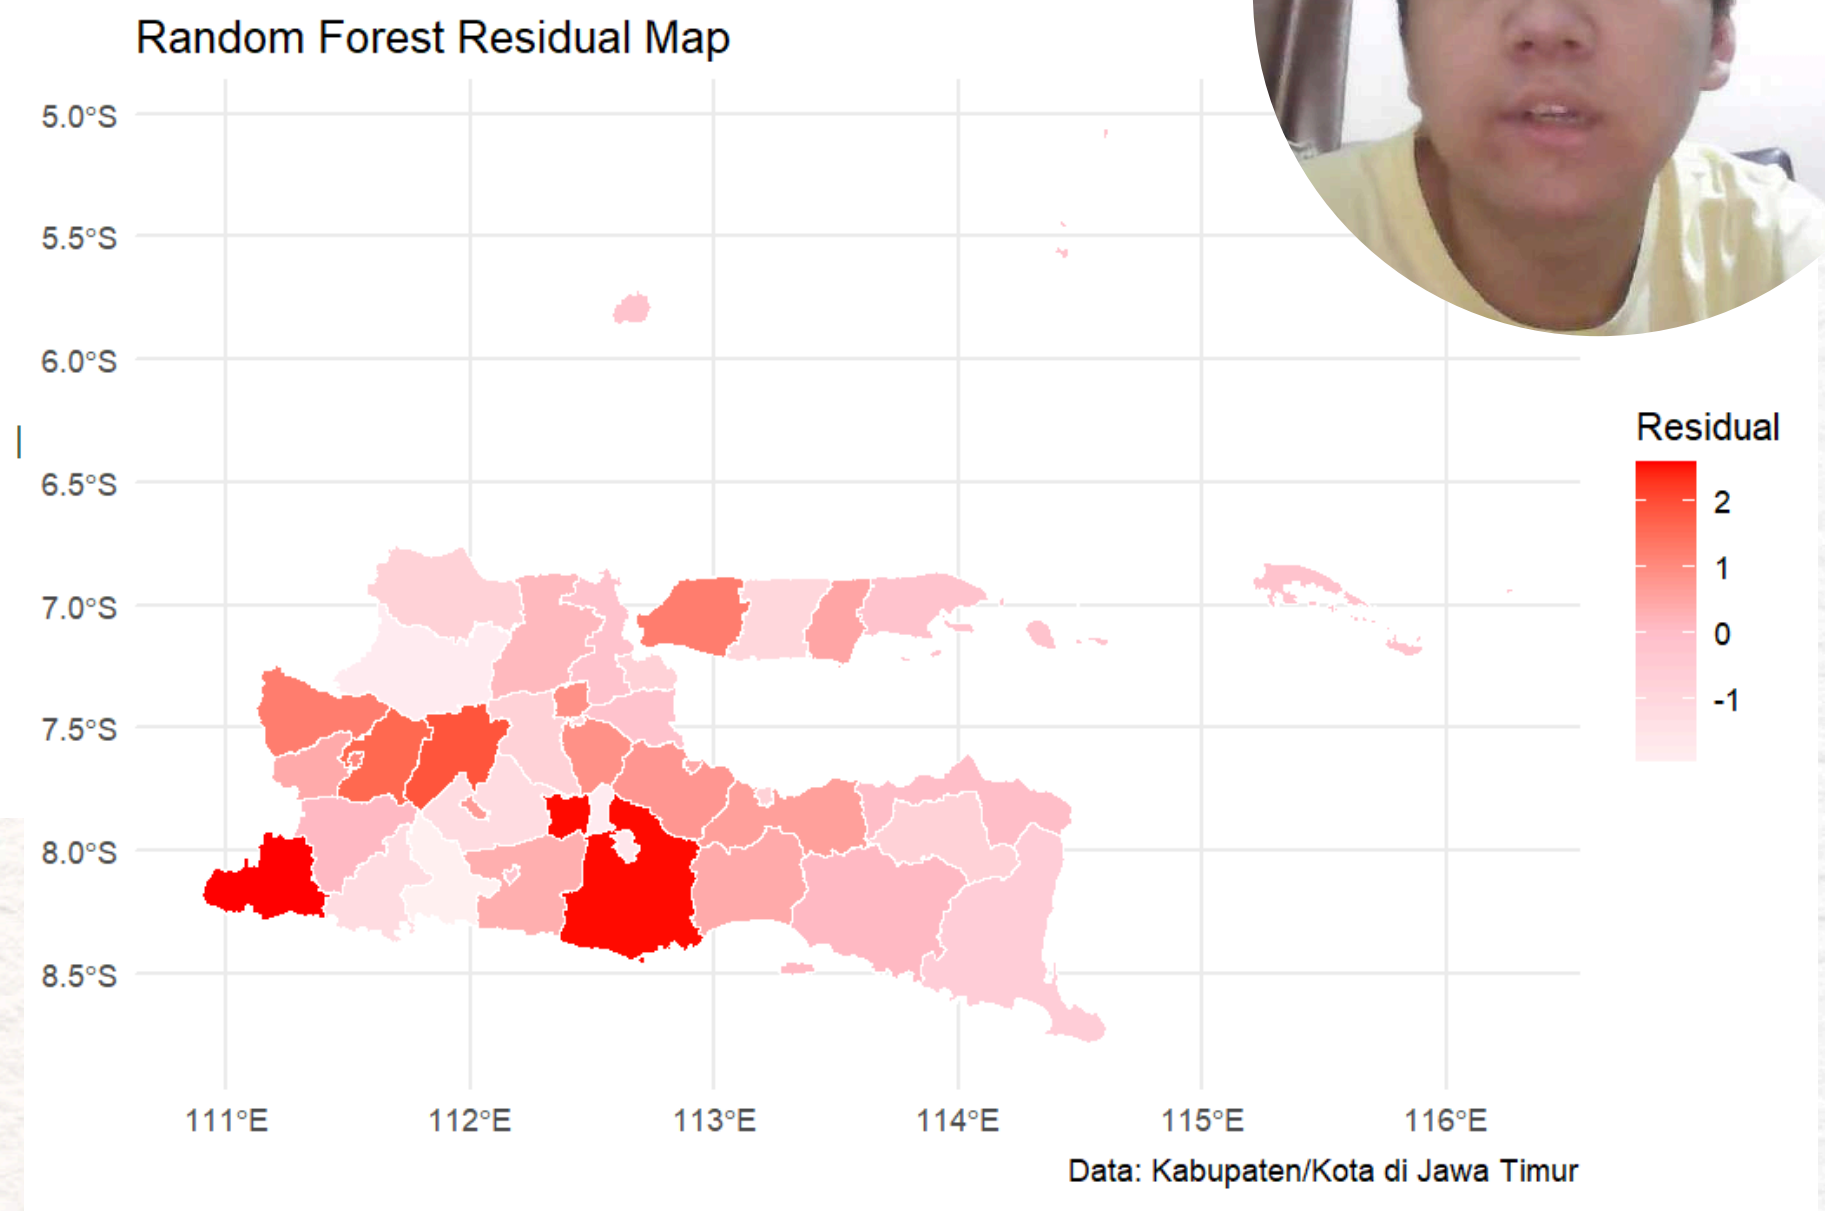 Random Forest Residual Map
5.0°S
5.5°S
6.0°S
6.5°S
7.0°S
7.5°S
8.0°S
8.5°S
111°E 112°E 113°E 114°E 115°E 116°E
Residual
2
1
0
-1
Data: Kabupaten/Kota di Jawa Timur